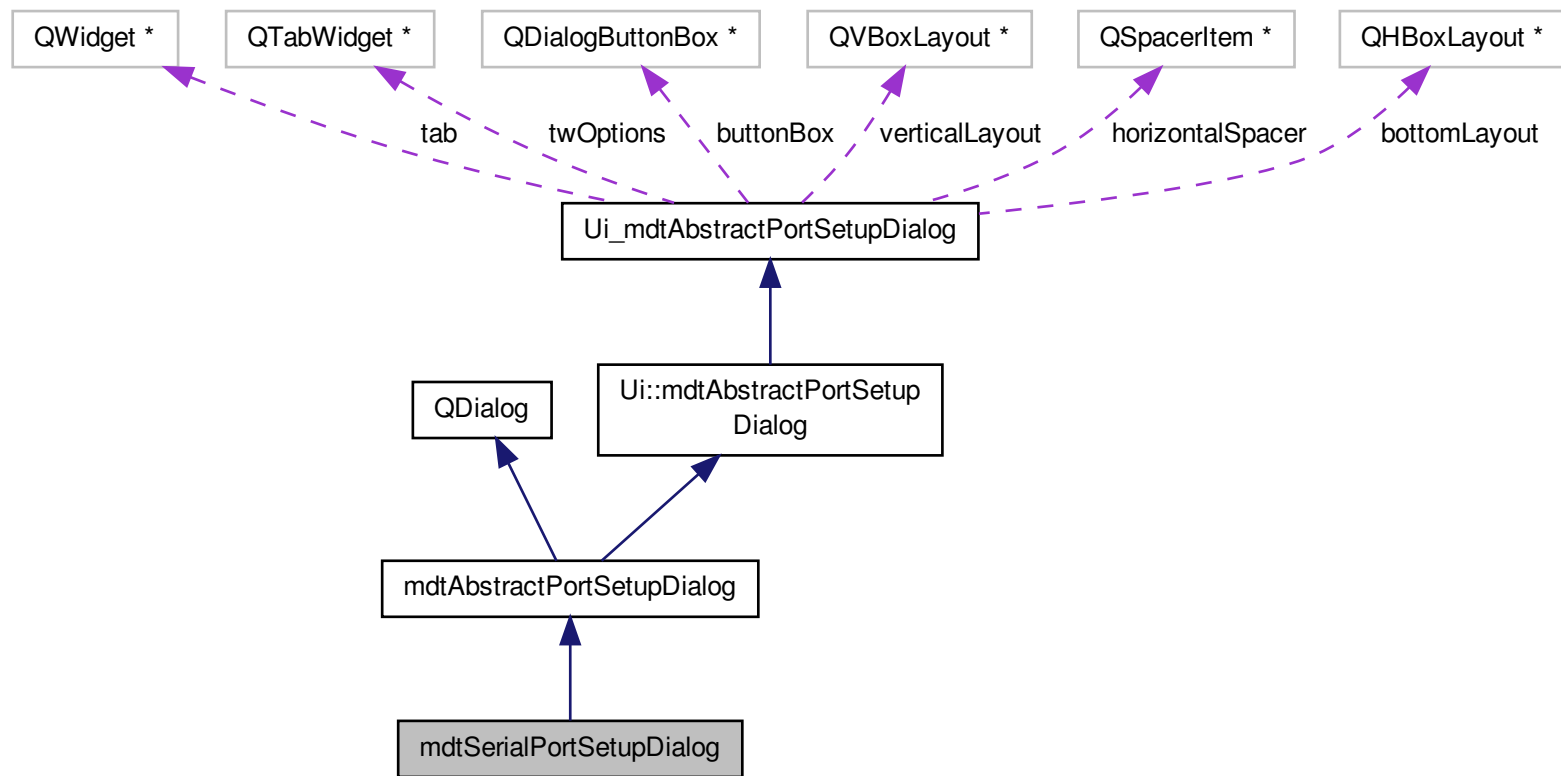 QWidget *
QTabWidget *
QDialogButtonBox *
QVBoxLayout *
QSpacerItem *
QHBoxLayout *
tab
twOptions
buttonBox
verticalLayout
horizontalSpacer
bottomLayout
Ui_mdtAbstractPortSetupDialog
QDialog
Ui::mdtAbstractPortSetup
Dialog
mdtAbstractPortSetupDialog
mdtSerialPortSetupDialog